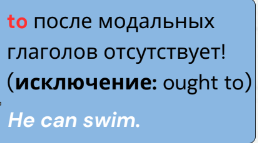 to после модальных
глаголов отсутствует!
(исключение: ought to)
He can swim.